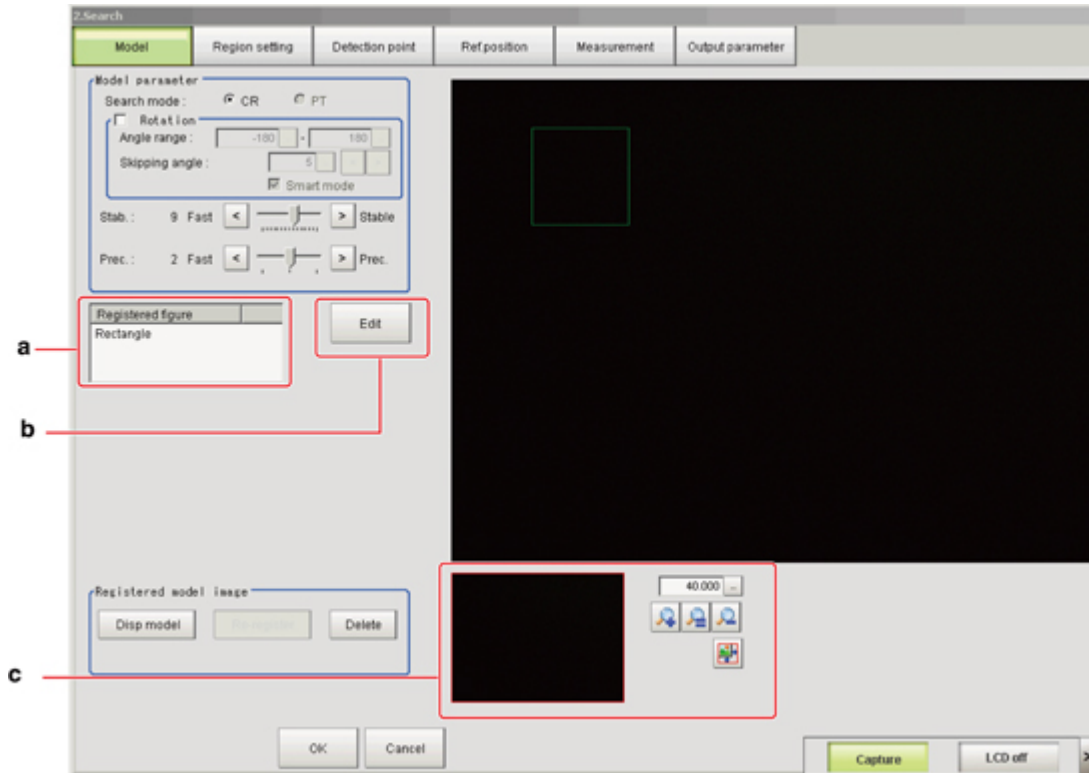 2.Search
Model Region setting Detection point Ref.position Measurement Output parameter
Model parameter
Search mode : CR PT
Rotation
Angle range : -180 - 180
Skipping angle : 5
Smart mode
Stab. : 9 Fast < > Stable
Prec. : 2 Fast < > Prec.
Registered figure
Edit
Rectangle
a
b
40.000 ...
Registered model image
Disp model Re-register Delete
c
OK Cancel
Capture LCD off >